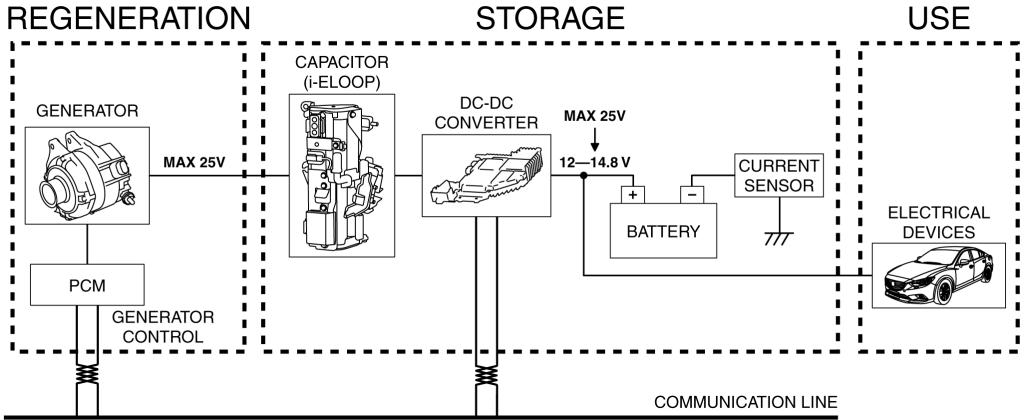 REGENERATION
STORAGE
USE
CAPACITOR
(i-ELOOP)
GENERATOR
DC-DC
CONVERTER
MAX 25V
MAX 25V
12—14.8 V
CURRENT
SENSOR
+
−
BATTERY
ELECTRICAL
DEVICES
PCM
GENERATOR
CONTROL
COMMUNICATION LINE